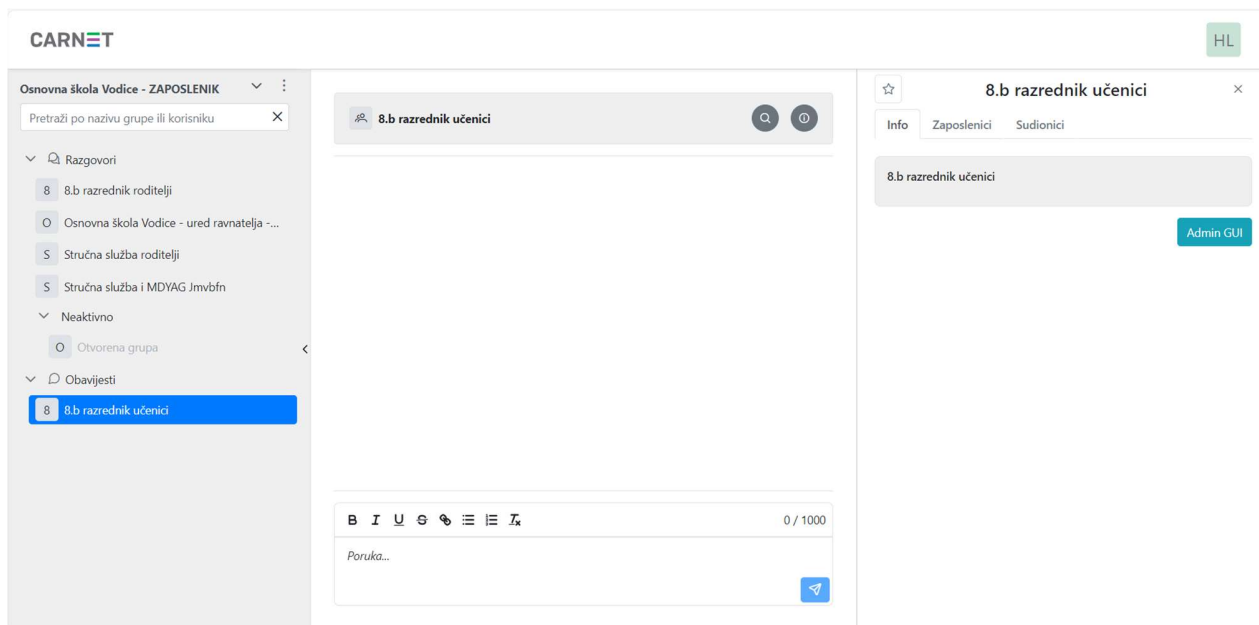 CARNET
HL
Osnovna škola Vodice - ZAPOSLENIK
Pretraži po nazivu grupe ili korisniku
Razgovori
8 8.b razrednik roditelji
O Osnovna škola Vodice - ured ravnatelja -...
S Stručna služba roditelji
S Stručna služba i MDYAG Jmvbfn
Neaktivno
O Otvorena grupa
Obavijesti
8 8.b razrednik učenici
8.b razrednik učenici
B I U S 0 / 1000
Poruka...
8.b razrednik učenici
Info Zaposlenici Sudionici
8.b razrednik učenici
Admin GUI